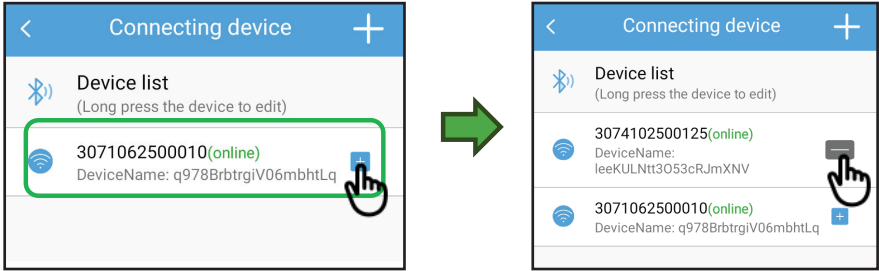 Connecting device
Device list
(Long press the device to edit)
3071062500010(online)
DeviceName: q978BrbtrgiV06mbhtLq
Connecting device
Device list
(Long press the device to edit)
3074102500125(online)
DeviceName:
leeKULNtt3O53cRJmXNV
3071062500010(online)
DeviceName: q978BrbtrgiV06mbhtLq